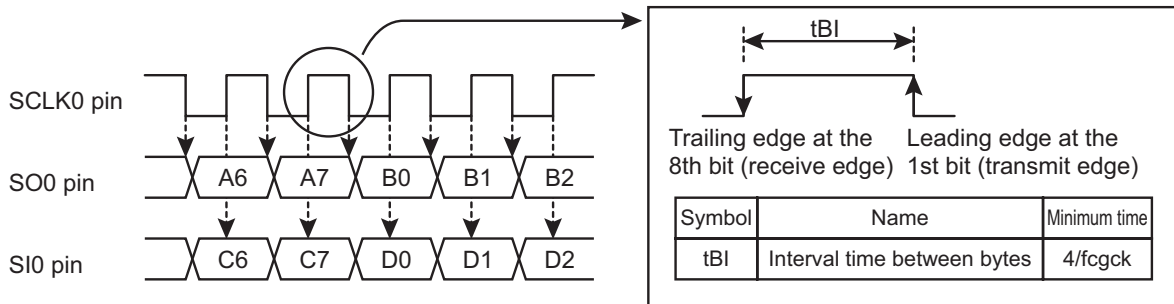 SCLK0 pin
SO0 pin
A6 A7 B0 B1 B2
SI0 pin
C6 C7 D0 D1 D2
tBI
Trailing edge at the
8th bit (receive edge)
Leading edge at the
1st bit (transmit edge)
Symbol Name Minimum time
tBI Interval time between bytes 4/fcgck